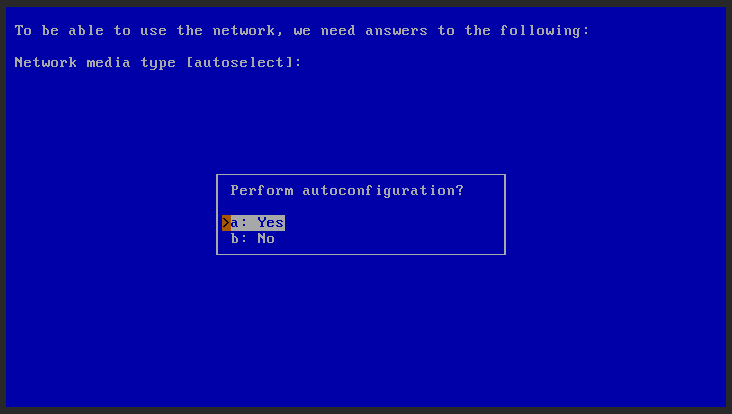 To be able to use the network, we need answers to the following:
Network media type [autoselect]:
Perform autoconfiguration?
>a: Yes
b: No